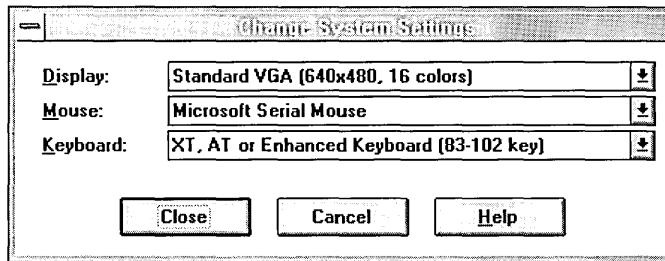 Change System Settings
Display: Standard VGA (640x480, 16 colors)
Mouse: Microsoft Serial Mouse
Keyboard: XT, AT or Enhanced Keyboard (83-102 key)
Close Cancel Help